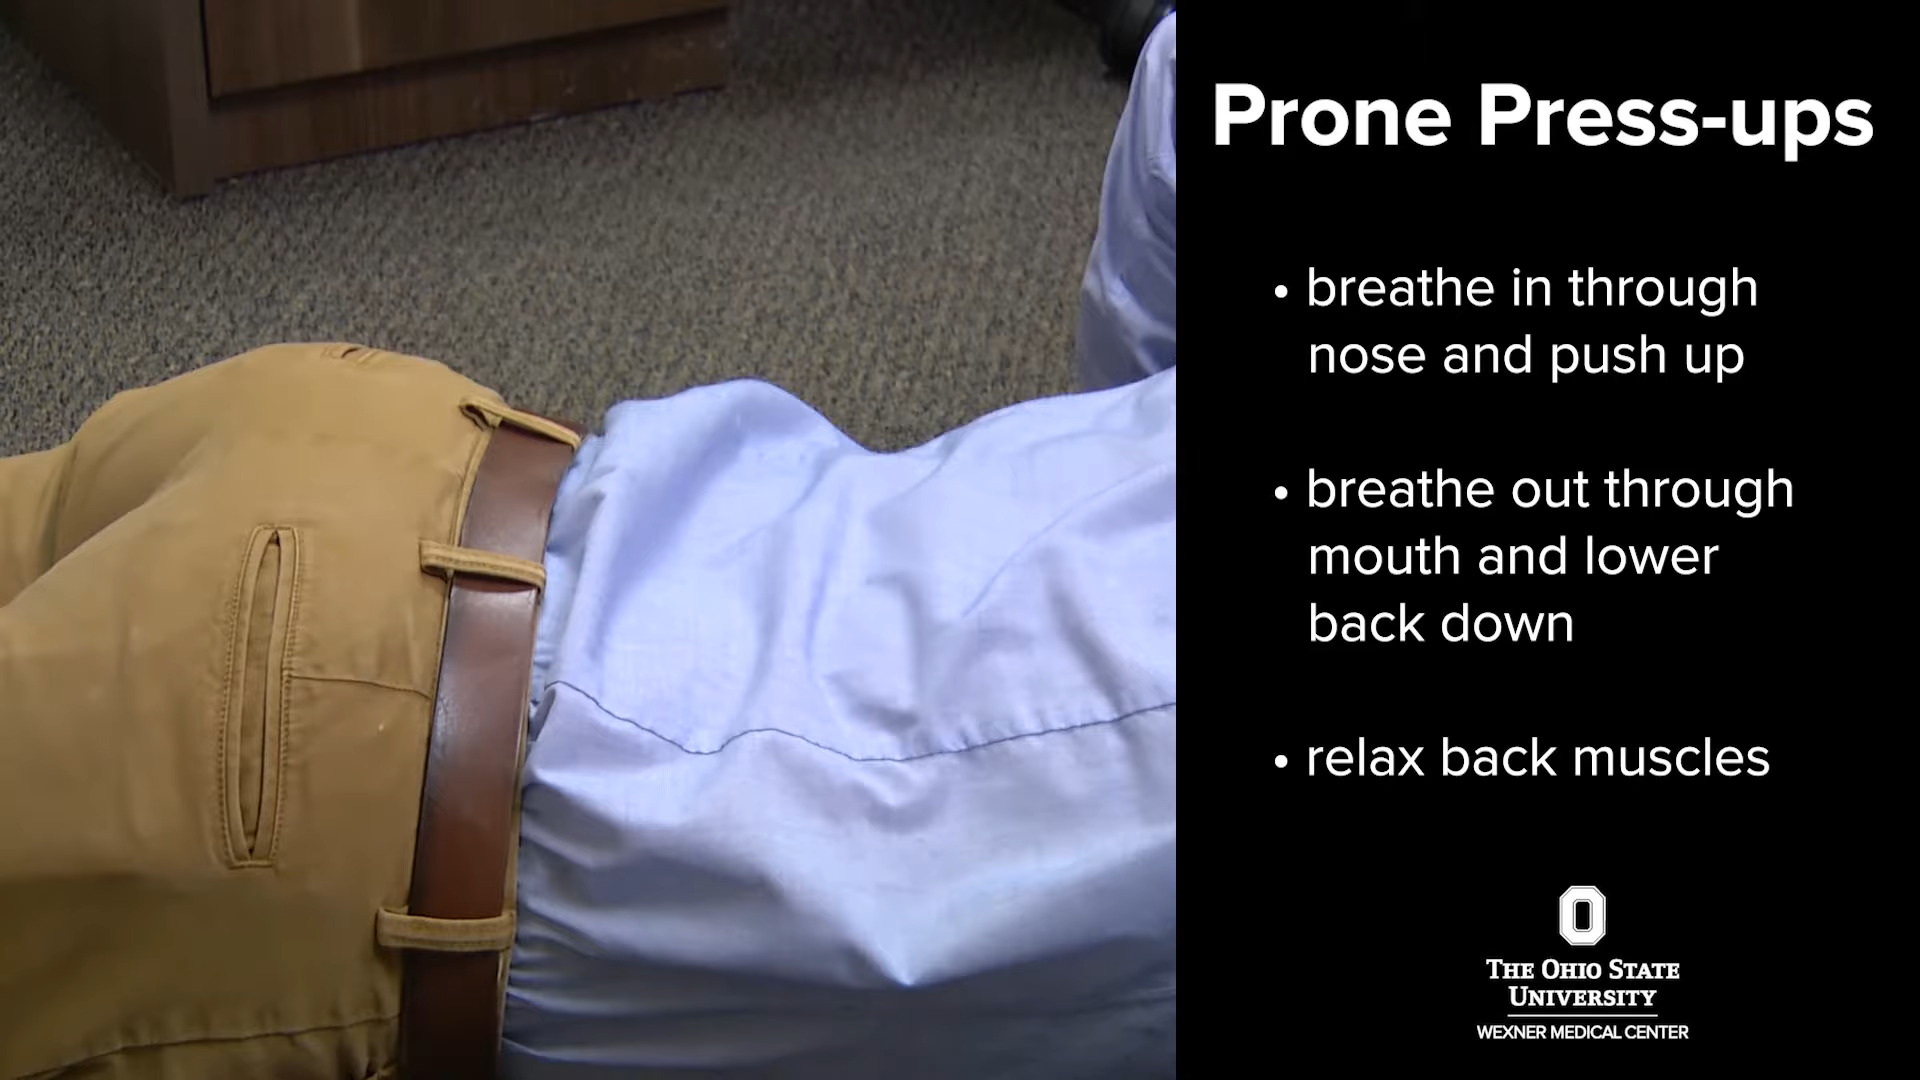 Prone Press-ups
• breathe in through
nose and push up
• breathe out through
mouth and lower
back down
• relax back muscles
O
THE OHIO STATE
UNIVERSITY
WEXNER MEDICAL CENTER